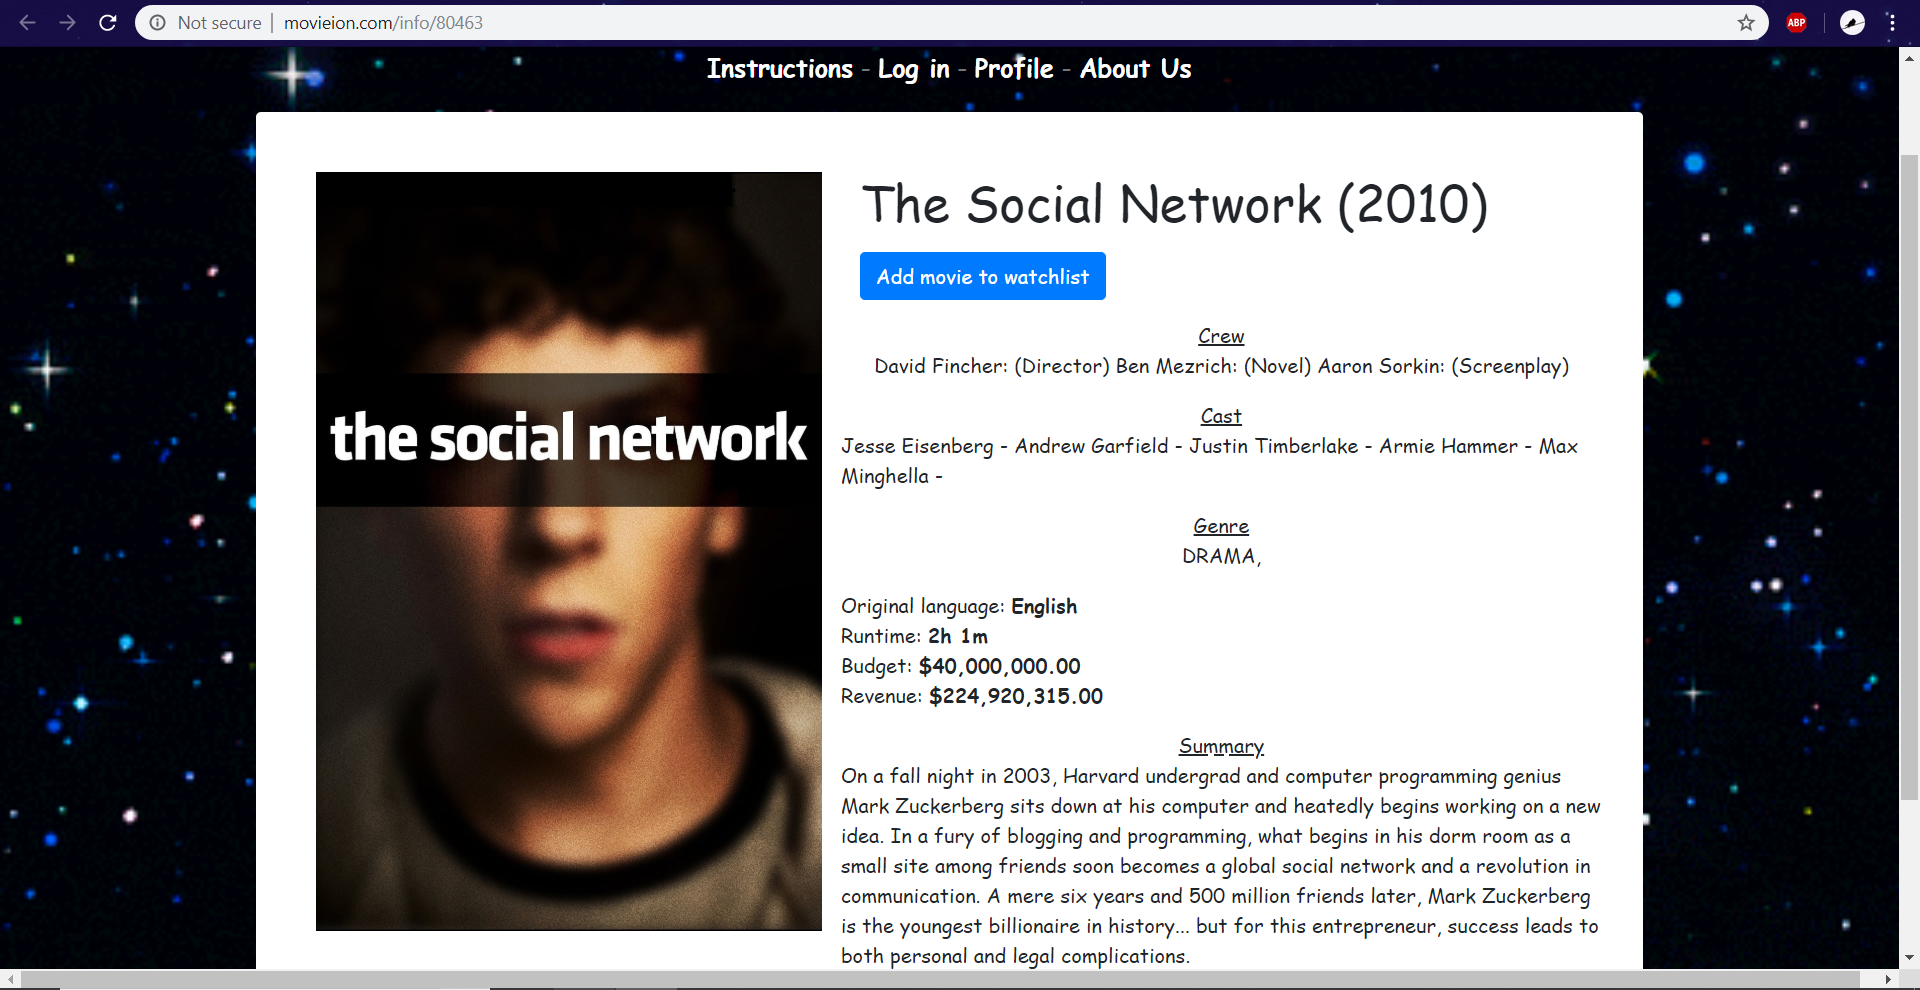 Not secure | movieion.com/info/80463
ABP
Instructions - Log in - Profile - About Us
The Social Network (2010)
Add movie to watchlist
the social network
Crew
David Fincher: (Director) Ben Mezrich: (Novel) Aaron Sorkin: (Screenplay)
Cast
Jesse Eisenberg - Andrew Garfield - Justin Timberlake - Armie Hammer - Max
Minghella -
Genre
DRAMA,
Original language: English
Runtime: 2h 1m
Budget: $40,000,000.00
Revenue: $224,920,315.00
Summary
On a fall night in 2003, Harvard undergrad and computer programming genius
Mark Zuckerberg sits down at his computer and heatedly begins working on a new
idea. In a fury of blogging and programming, what begins in his dorm room as a
small site among friends soon becomes a global social network and a revolution in
communication. A mere six years and 500 million friends later, Mark Zuckerberg
is the youngest billionaire in history... but for this entrepreneur, success leads to
both personal and legal complications.